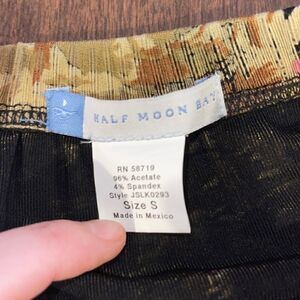 HALF MOON BAY
RN 58719
96% Acetate
4% Spandex
Style JSLK0293
Size S
Made in Mexico